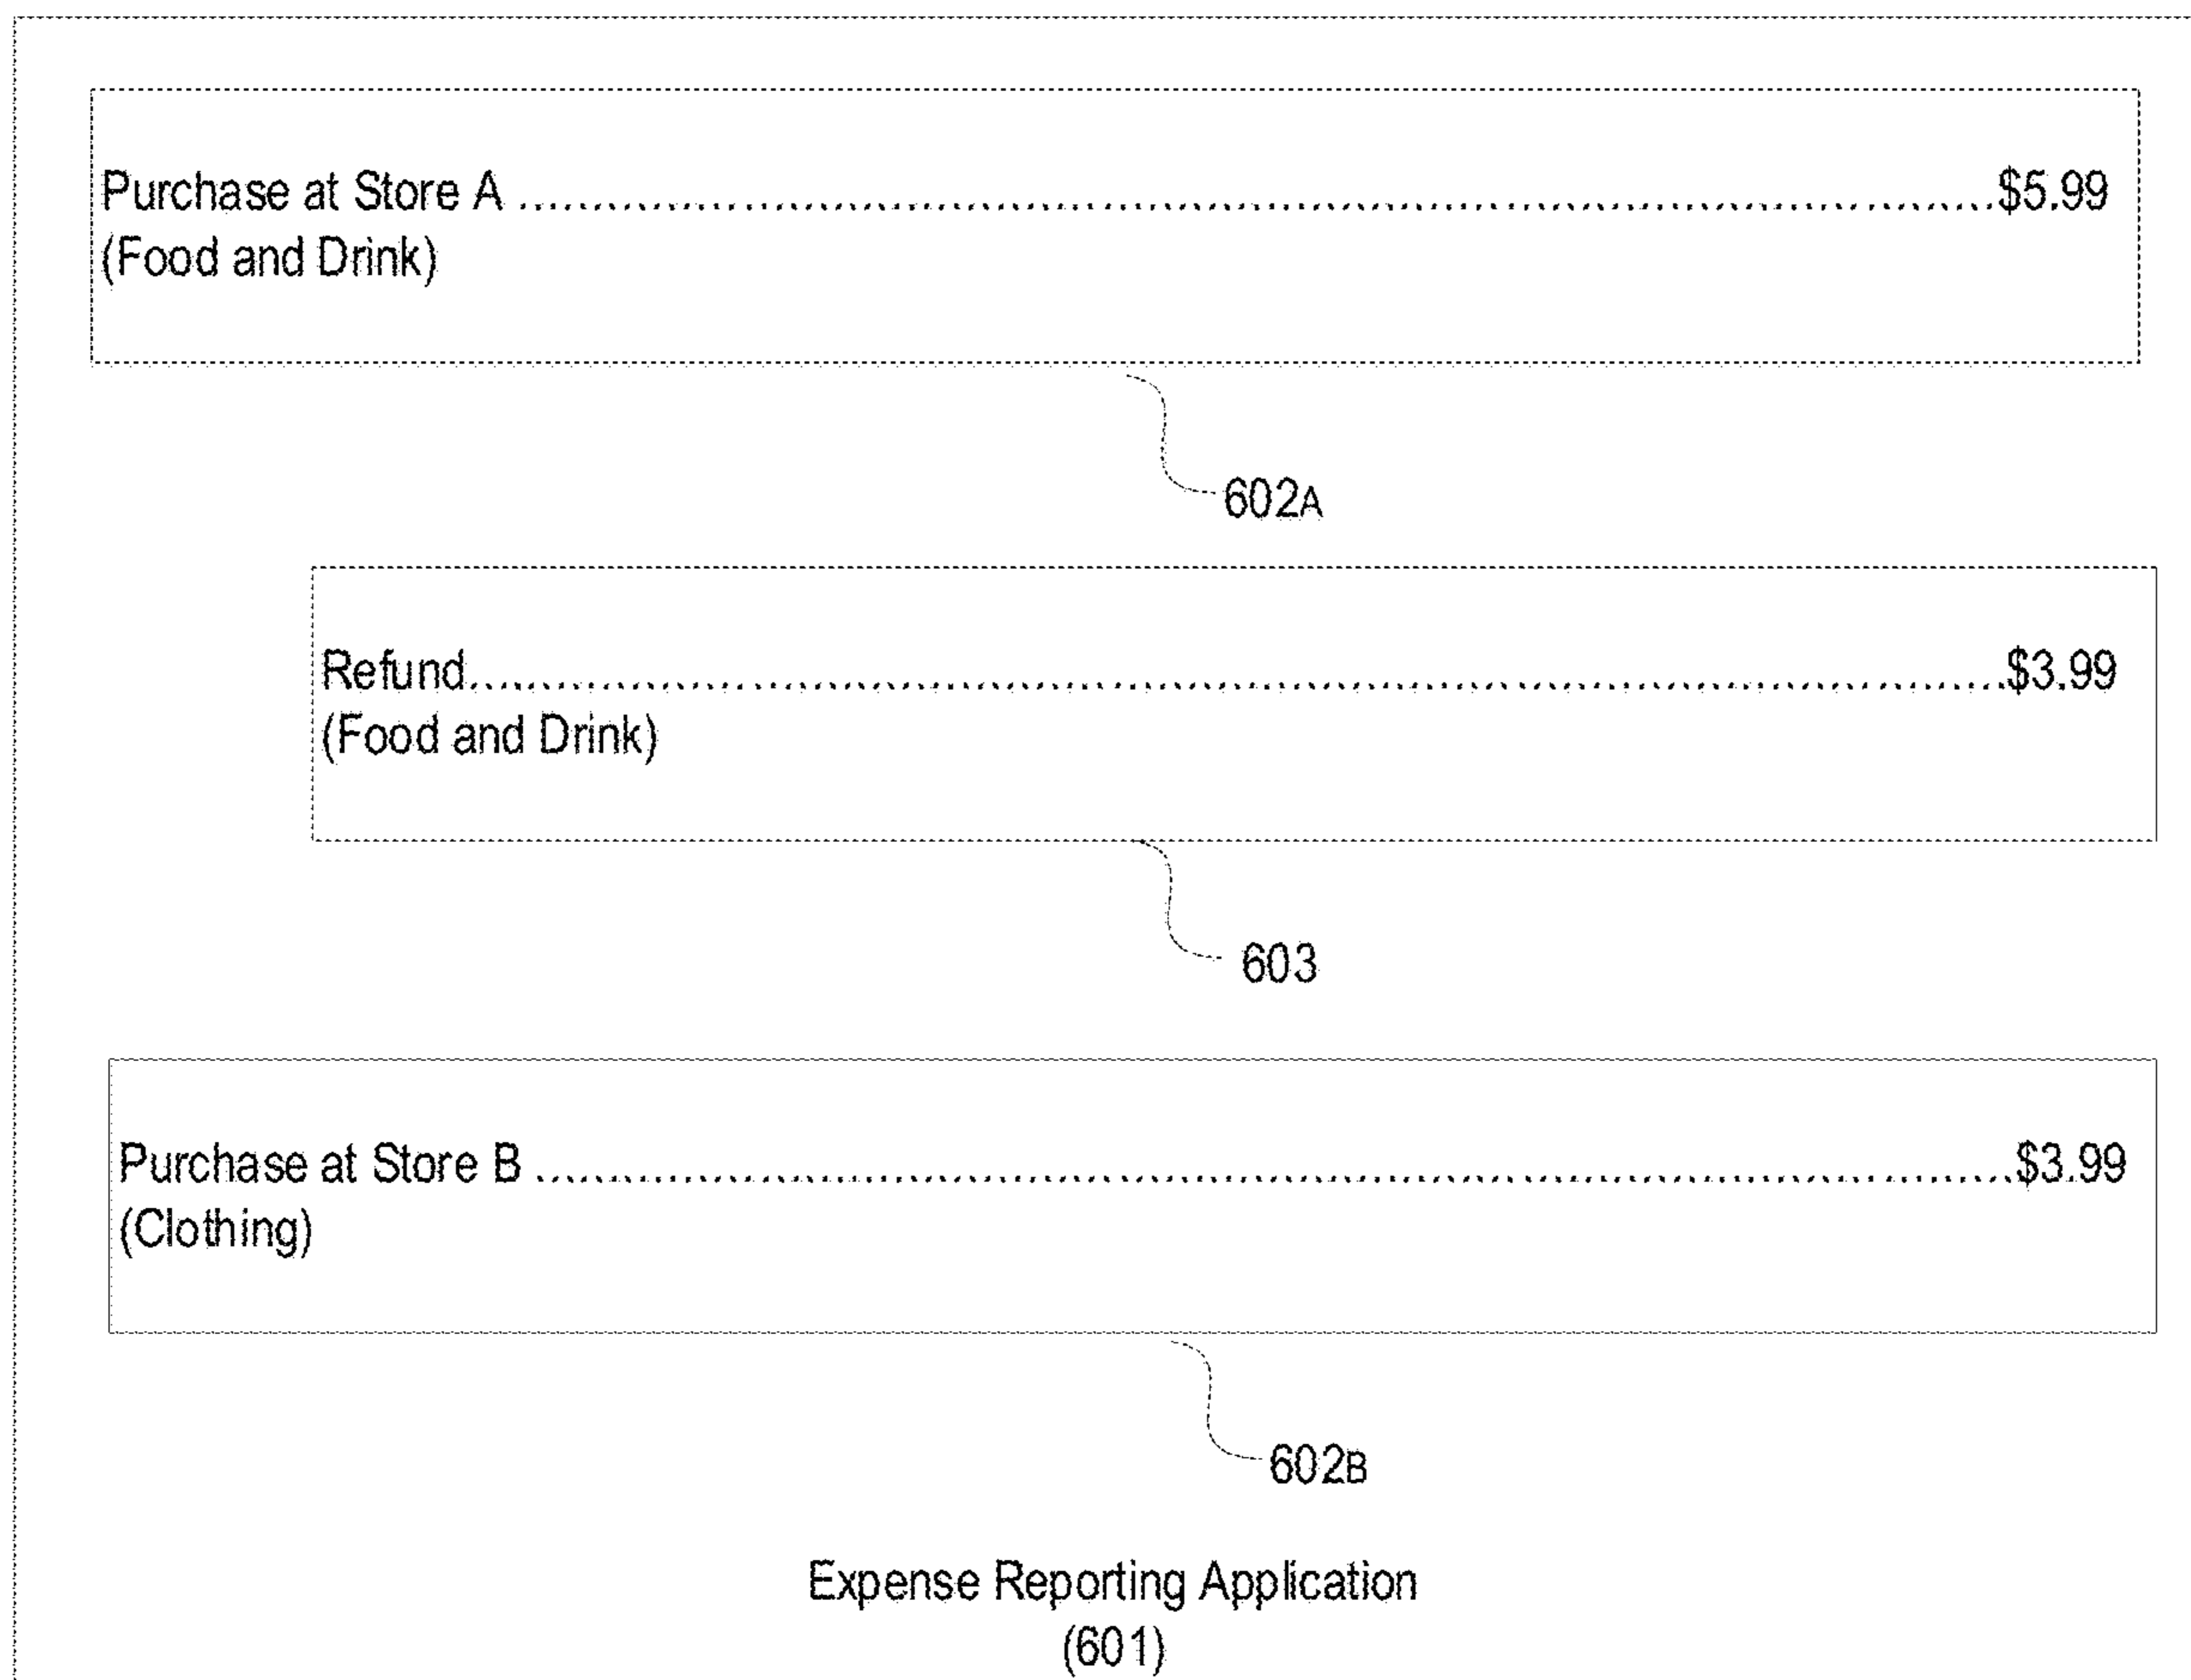 Purchase at Store A ........................................................................................$5.99
(Food and Drink)
602A
Refund........................................................................................$3.99
(Food and Drink)
603
Purchase at Store B ........................................................................................$3.99
(Clothing)
602B
Expense Reporting Application
(601)